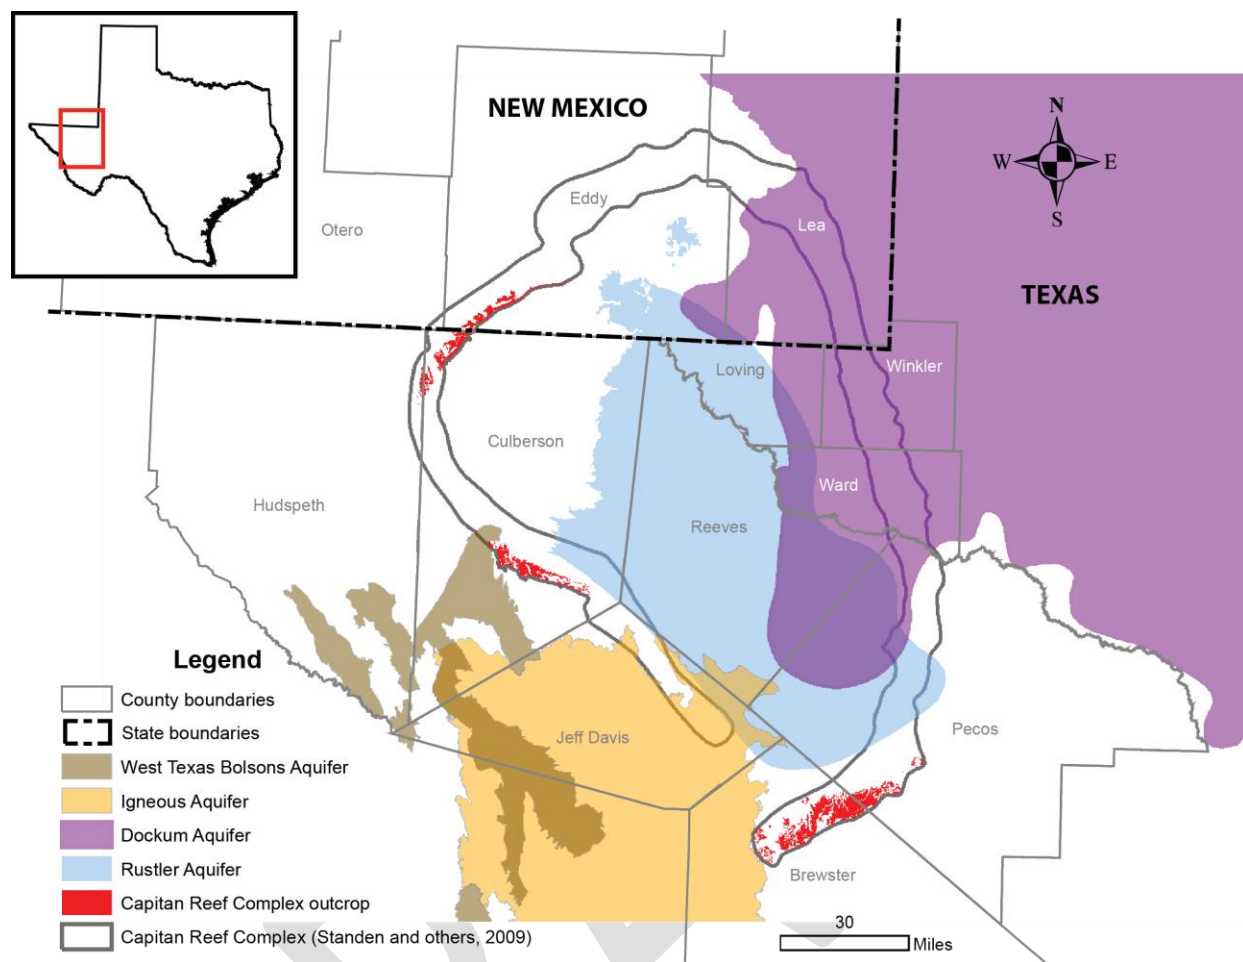 NEW MEXICO
N
W E
S
Eddy
Otero
Lea
TEXAS
Loving
Winkler
Culberson
Ward
Hudspeth
Reeves
Legend
County boundaries
State boundaries
West Texas Bolsons Aquifer
Igneous Aquifer
Dockum Aquifer
Rustler Aquifer
Capitan Reef Complex outcrop
Capitan Reef Complex (Standen and others, 2009)
Jeff Davis
Pecos
Brewster
30
Miles